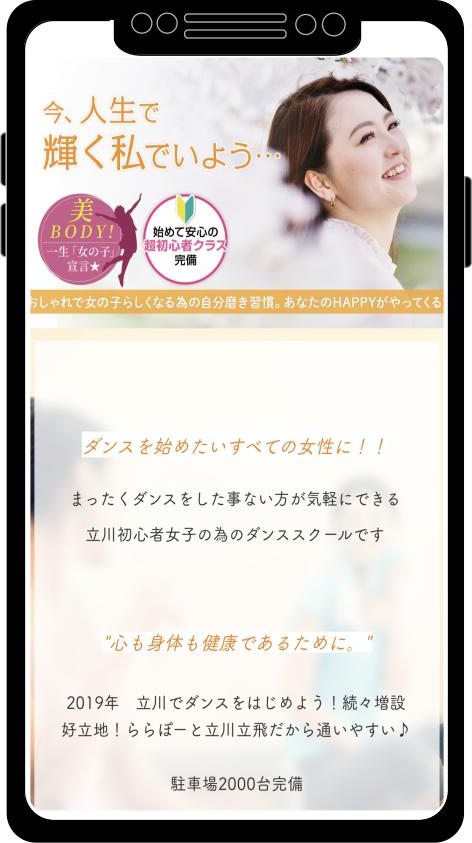 今、人生で
輝く私でいよう…
美
BODY!
一生「女の子」
宣言★
始めて安心の
超初心者クラス
完備
おしゃれで女の子らしくなる為の自分磨き習慣。あなたのHAPPYがやってくる
ダンスを始めたいすべての女性に！！
まったくダンスをした事ない方が気軽にできる
立川初心者女子の為のダンススクールです
"心も身体も健康であるために。"
2019年　立川でダンスをはじめよう！続々増設
好立地！ららぽーと立川立飛だから通いやすい♪
駐車場2000台完備